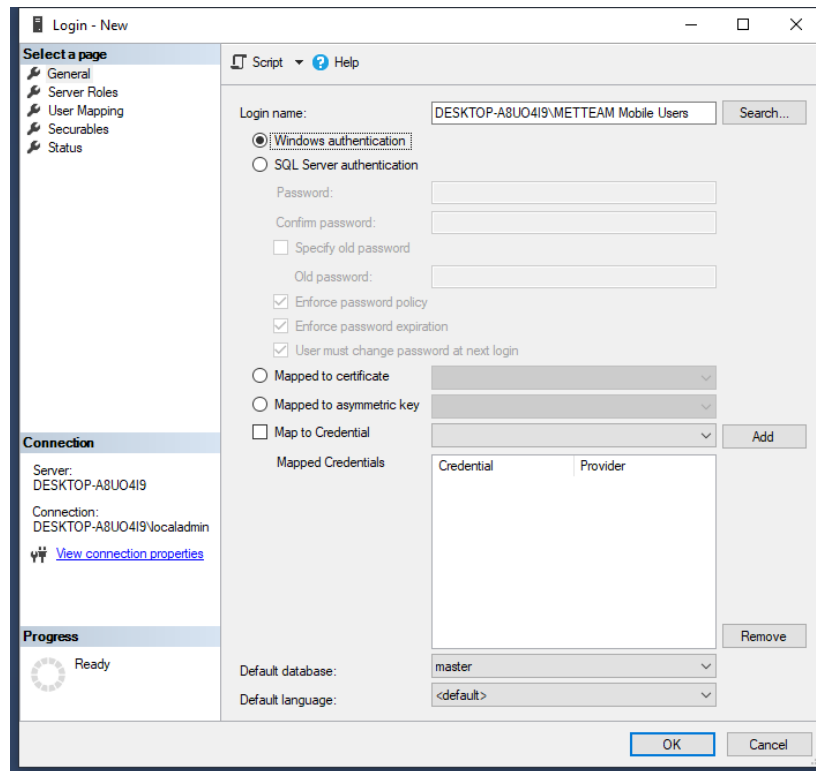 Login - New
Select a page
General
Server Roles
User Mapping
Securables
Status
Script
Help
Login name:
DESKTOP-A8UO4I9\METTEAM Mobile Users
Search...
Windows authentication
SQL Server authentication
Password:
Confirm password:
Specify old password
Old password:
Enforce password policy
Enforce password expiration
User must change password at next login
Mapped to certificate
Mapped to asymmetric key
Map to Credential
Add
Mapped Credentials
Credential Provider
Remove
Default database:
master
Default language:
<default>
Connection
Server:
DESKTOP-A8UO4I9
Connection:
DESKTOP-A8UO4I9\localadmin
View connection properties
Progress
Ready
OK Cancel